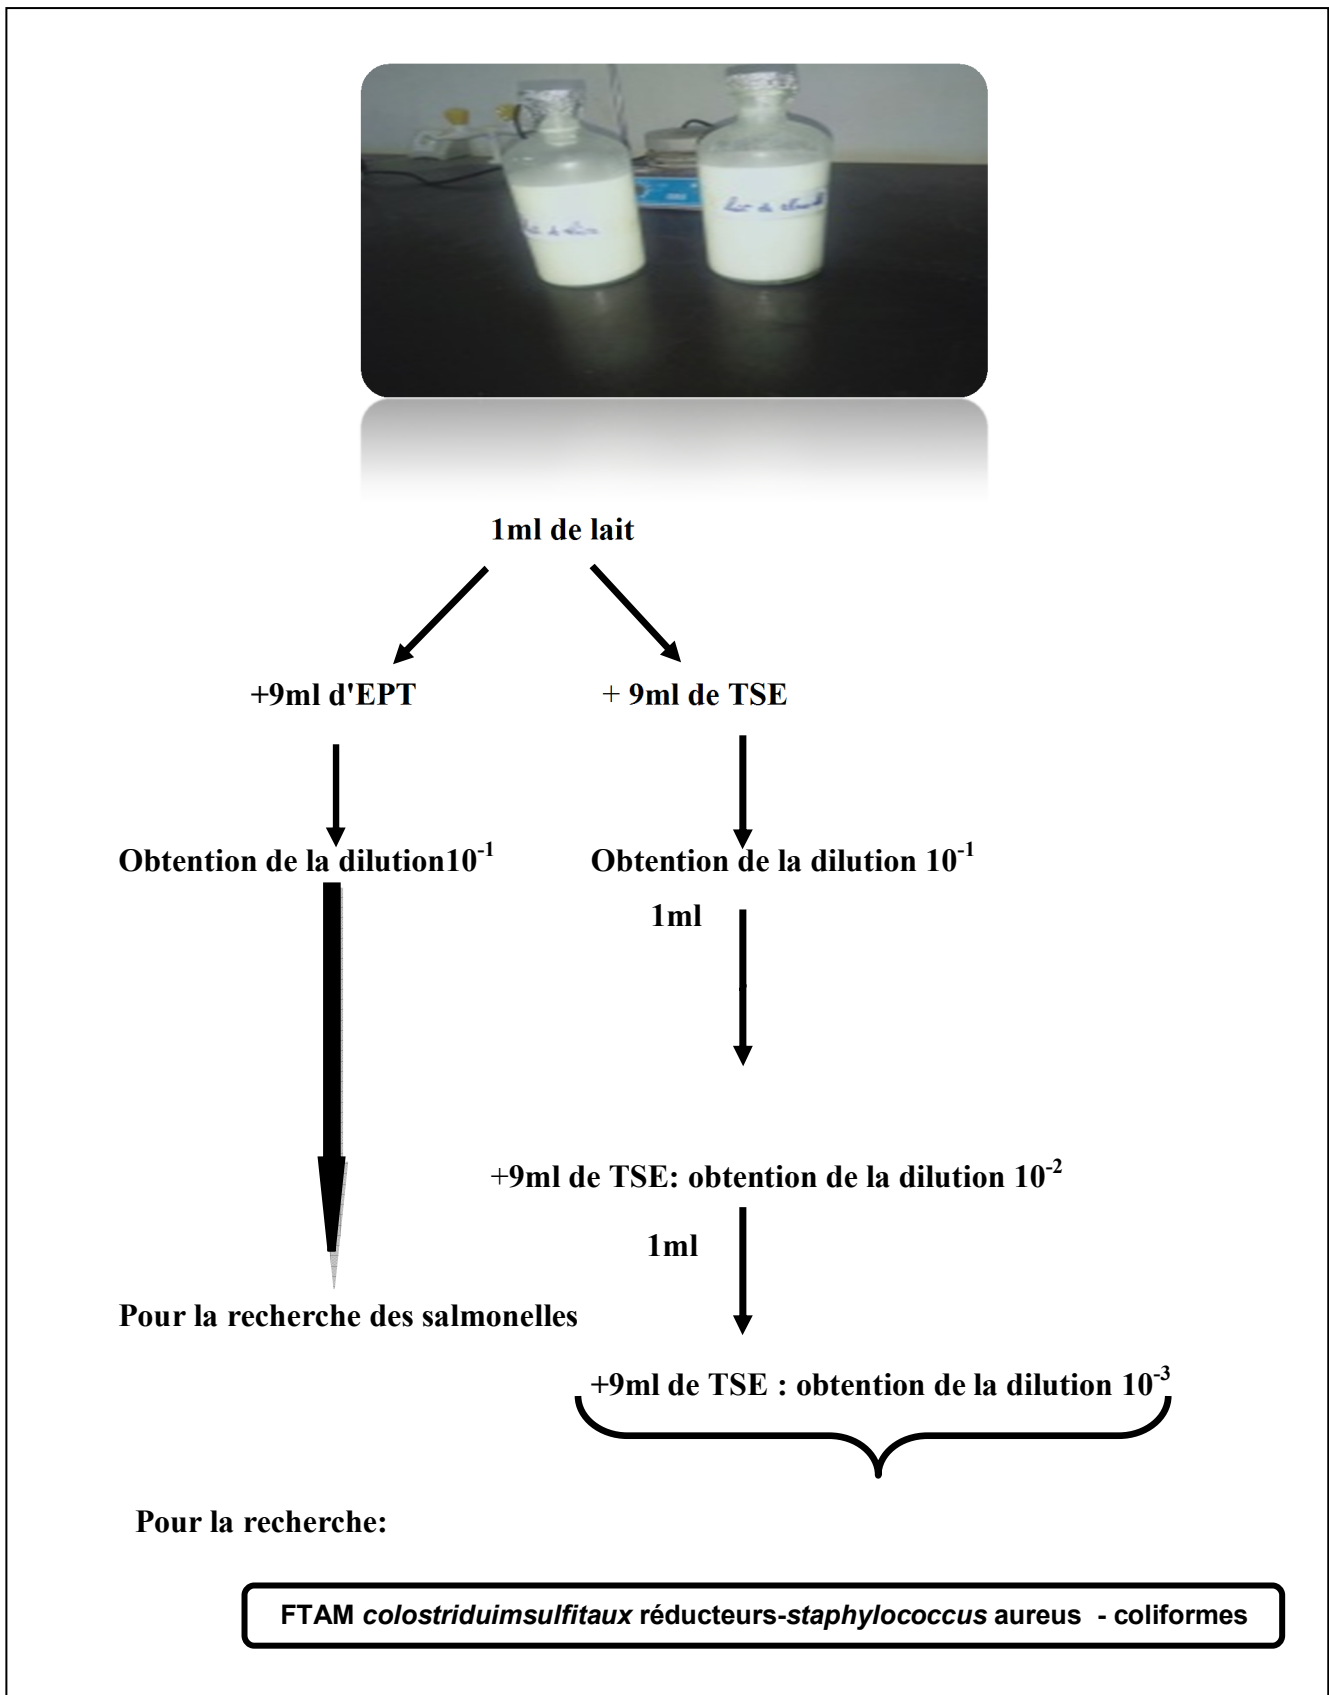 lait de
1ml de lait
+9ml d'EPT
+ 9ml de TSE
Obtention de la dilution10-1
Obtention de la dilution 10-1
1ml
+9ml de TSE: obtention de la dilution 10-2
1ml
Pour la recherche des salmonelles
+9ml de TSE : obtention de la dilution 10-3
Pour la recherche:
FTAM colostriduimsulfitaux réducteurs-staphylococcus aureus - coliformes